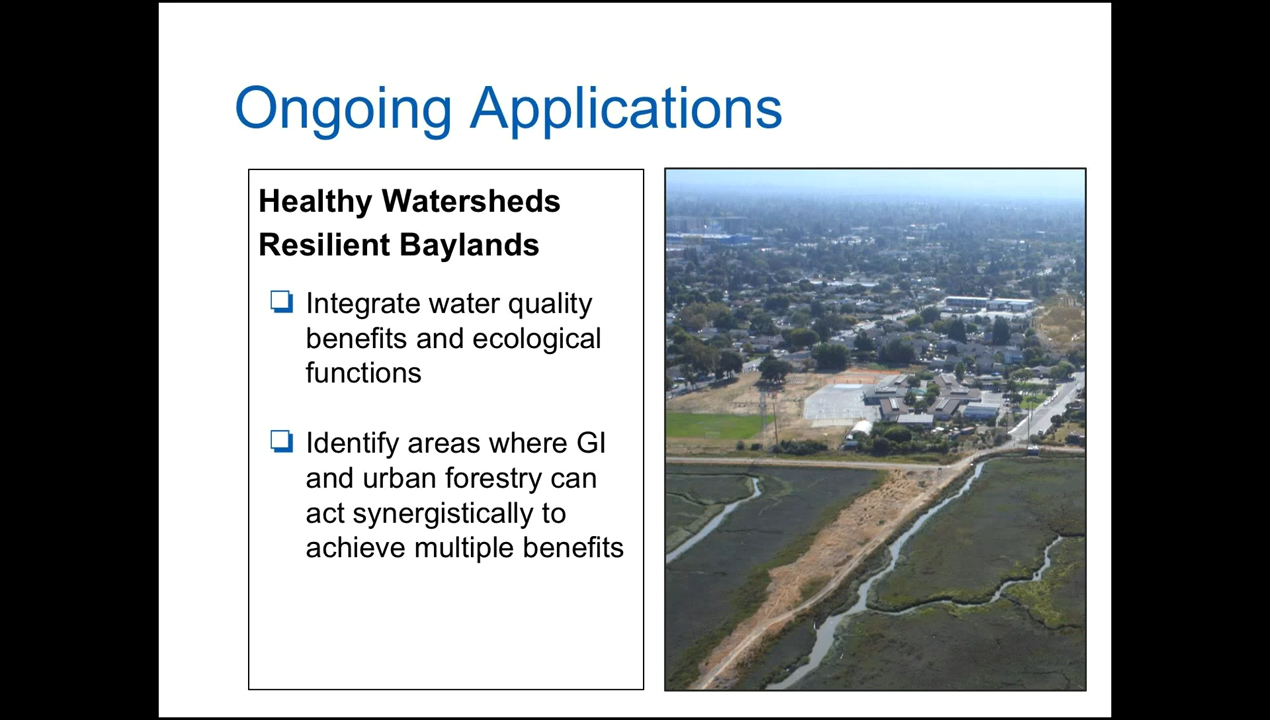 Ongoing Applications
Healthy Watersheds
Resilient Baylands
Integrate water quality
benefits and ecological
functions
Identify areas where GI
and urban forestry can
act synergistically to
achieve multiple benefits